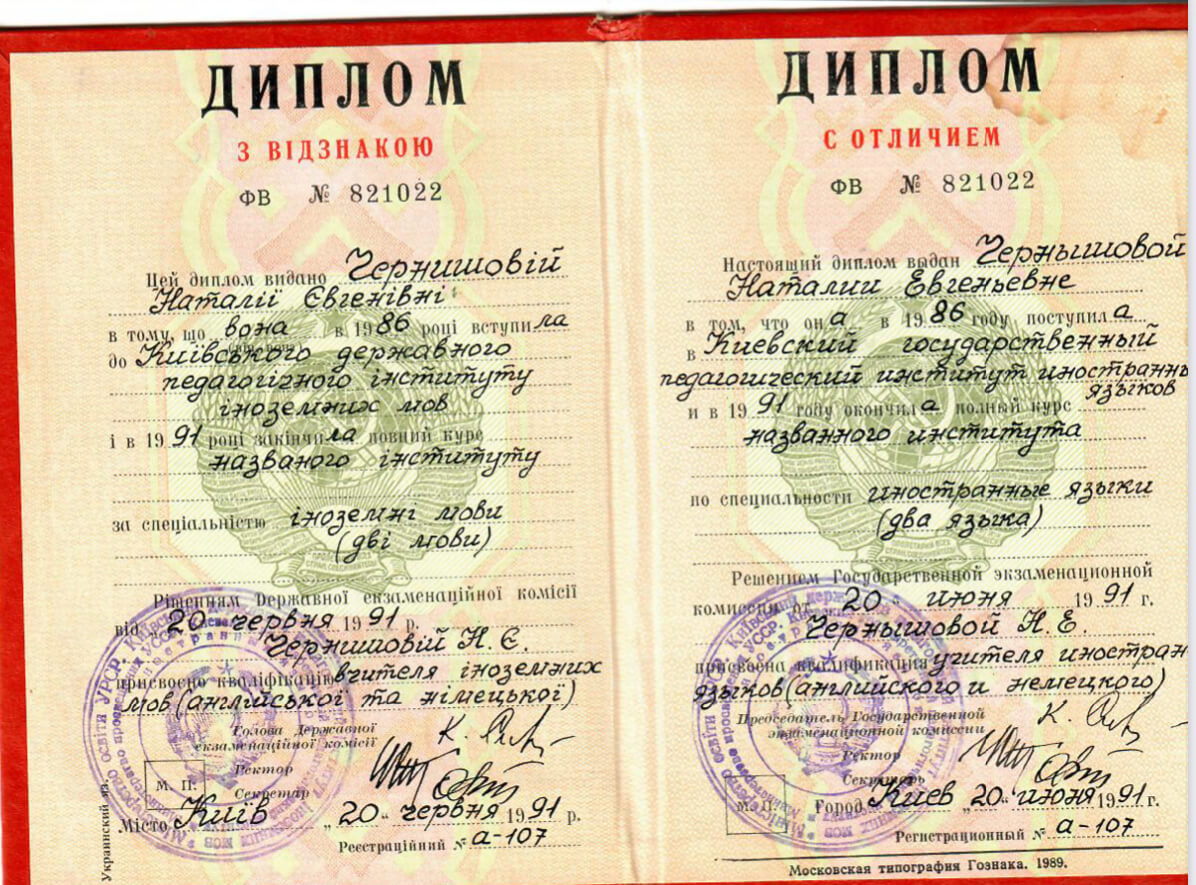 ДИПЛОМ
З ВІДЗНАКОЮ
ФВ № 821022
Цей диплом видано Чернишовій
Наталії Євгенівні
в тому, що вона в 1986 році вступила
до Київського державного
педагогічного інституту
іноземних мов
і в 1991 році закінчила повний курс
названого інституту
за спеціальністю іноземні мови
(дві мови)
Рішенням Державної екзаменаційної комісії
від „20" червня 1991 р.
Чернишовій Н. Є.
присвоєно кваліфікацію вчителя іноземних
мов (англійської та німецької)
Голова Державної
екзаменаційної комісії
Ректор
М. П. Секретар
Місто Київ „20" червня 1991 р.
Реєстраційний № а-107
Украинский яз.
ДИПЛОМ
С ОТЛИЧИЕМ
ФВ № 821022
Настоящий диплом выдан Чернышовой
Наталии Евгеньевне
в том, что она в 1986 году поступила
в Киевский государственный
педагогический институт иностранн
языков
и в 1991 году окончила полный курс
названного института
по специальности иностранные языки
(два языка)
Решением Государственной экзаменационной
комиссии от „20" июня 1991 г.
Чернышовой Н. Е.
присвоена квалификация учителя иностран
языков (английского и немецкого)
Председатель Государственной
экзаменационной комиссии
Ректор
Секретарь
М. П. Город Киев „20" июня 1991 г.
Регистрационный № а-107
Московская типография Гознака. 1989.